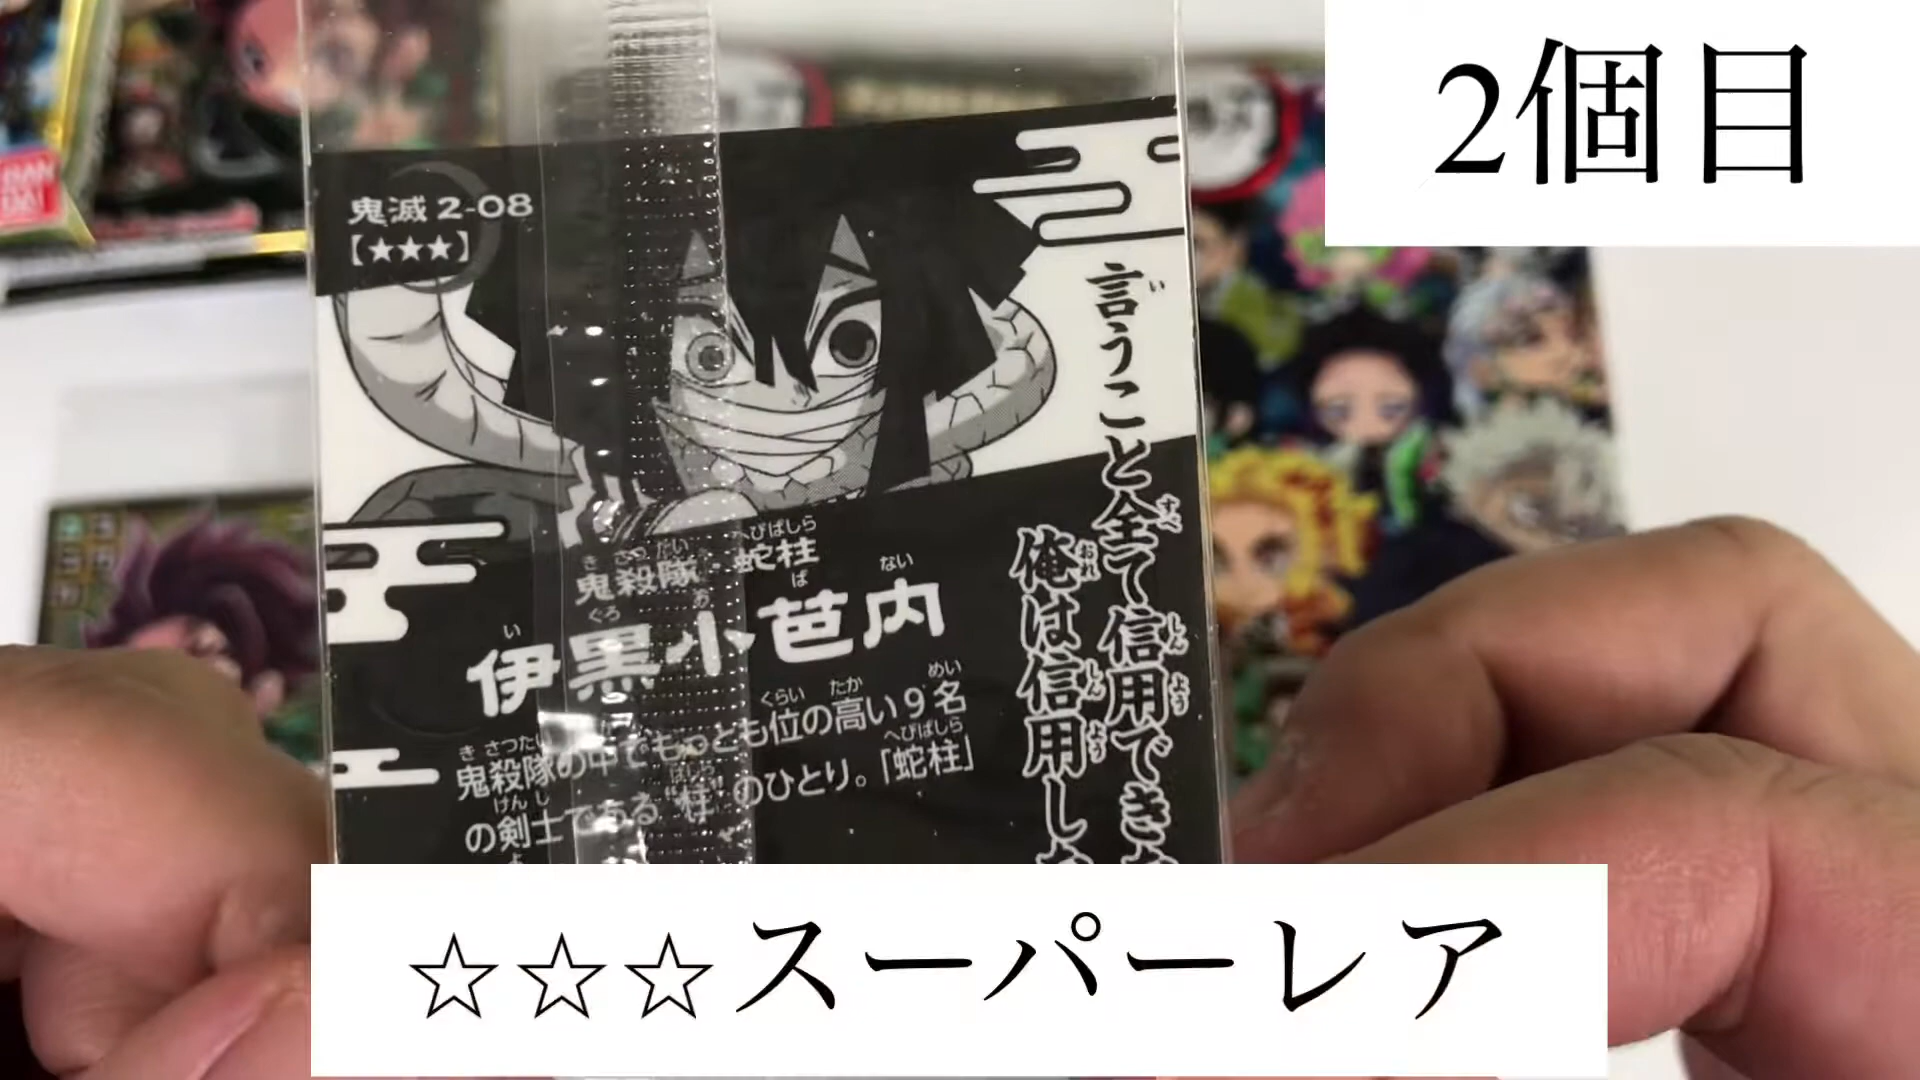 2個目
BAN
DAI
鬼滅 2-08
【★★★】
言うこと全て信用でき
俺は信用し
鬼殺隊 蛇柱
伊黒小芭内
鬼殺隊の中でもっとも位の高い9名
の剣士である“柱”のひとり。「蛇柱」
☆☆☆スーパーレア